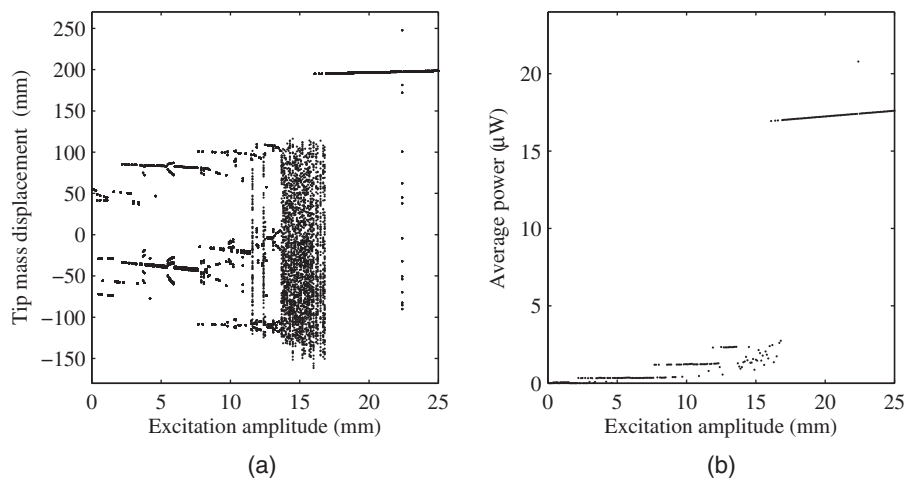 250
200
150
100
50
0
−50
−100
−150
Tip mass displacement (mm)
0 5 10 15 20 25
Excitation amplitude (mm)
(a)
20
15
10
5
0
Average power (μW)
0 5 10 15 20 25
Excitation amplitude (mm)
(b)